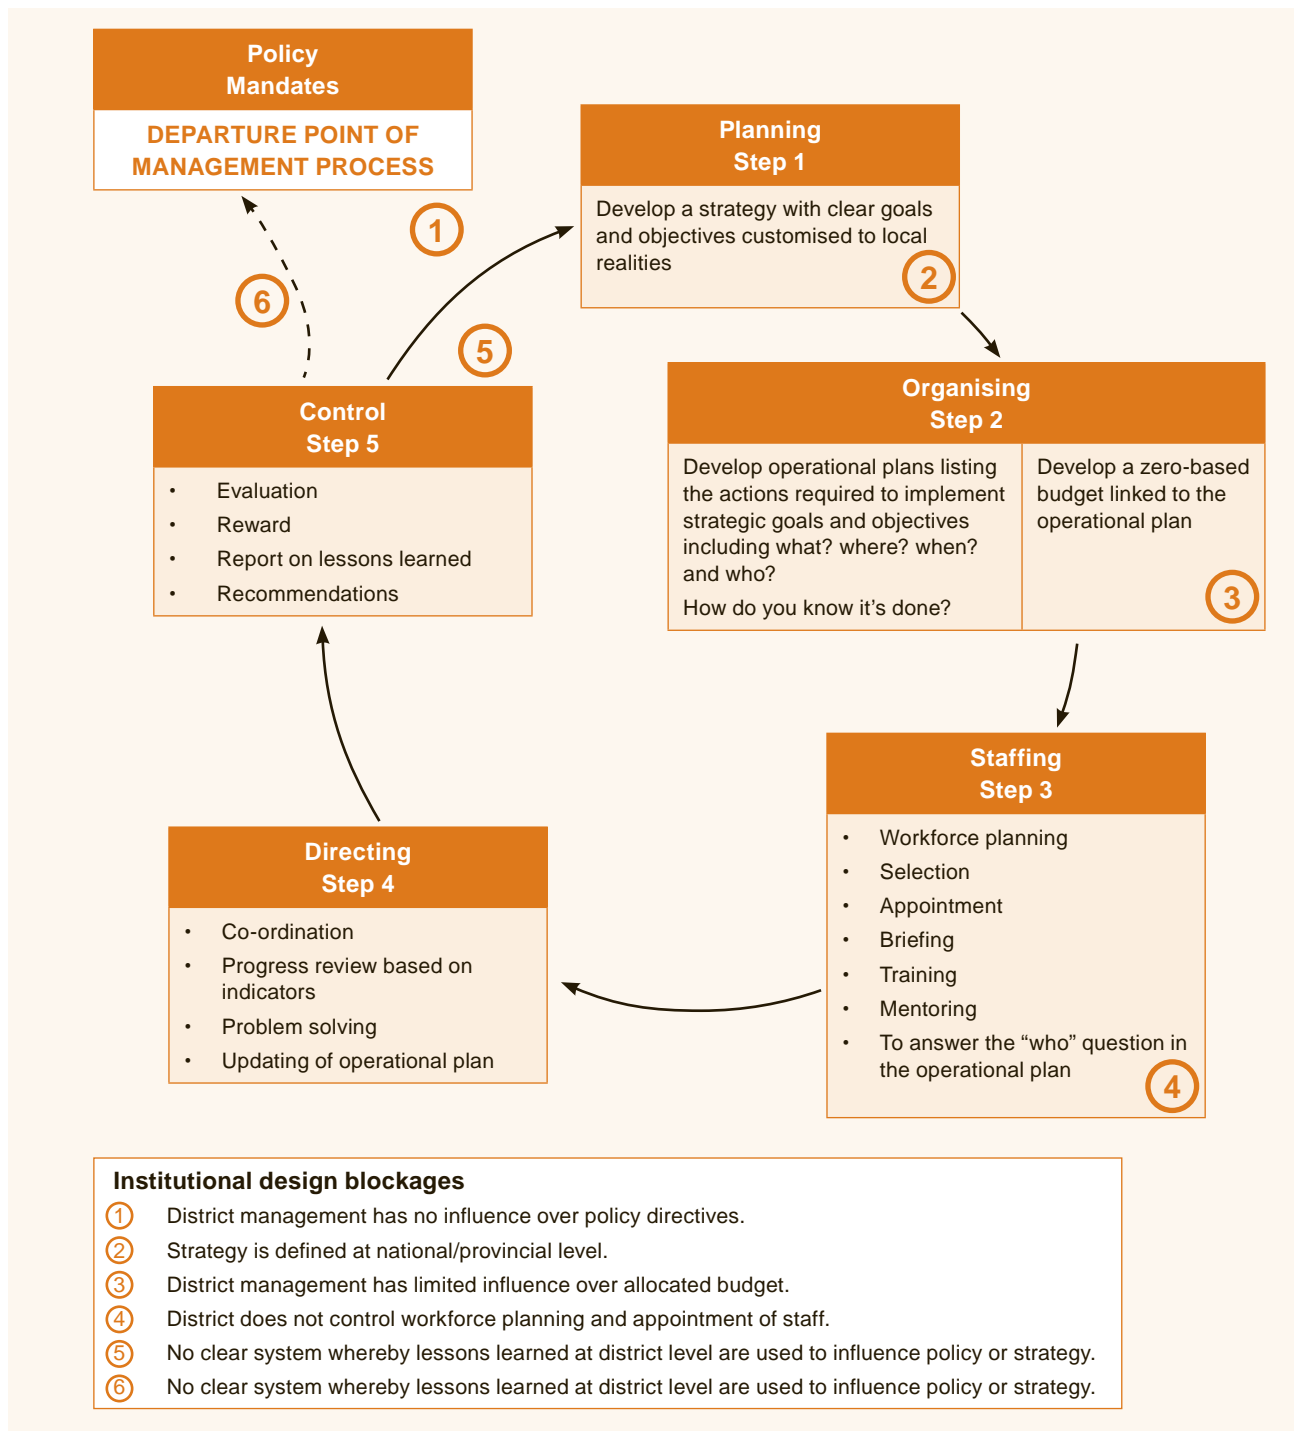 Policy
Mandates
DEPARTURE POINT OF
MANAGEMENT PROCESS
1
Planning
Step 1
Develop a strategy with clear goals
and objectives customised to local
realities
2
6
5
Control
Step 5
• Evaluation
• Reward
• Report on lessons learned
• Recommendations
Organising
Step 2
Develop operational plans listing
the actions required to implement
strategic goals and objectives
including what? where? when?
and who?
How do you know it’s done?
Develop a zero-based
budget linked to the
operational plan
3
Staffing
Step 3
• Workforce planning
• Selection
• Appointment
• Briefing
• Training
• Mentoring
• To answer the “who” question in
the operational plan
4
Directing
Step 4
• Co-ordination
• Progress review based on
indicators
• Problem solving
• Updating of operational plan
Institutional design blockages
1 District management has no influence over policy directives.
2 Strategy is defined at national/provincial level.
3 District management has limited influence over allocated budget.
4 District does not control workforce planning and appointment of staff.
5 No clear system whereby lessons learned at district level are used to influence policy or strategy.
6 No clear system whereby lessons learned at district level are used to influence policy or strategy.